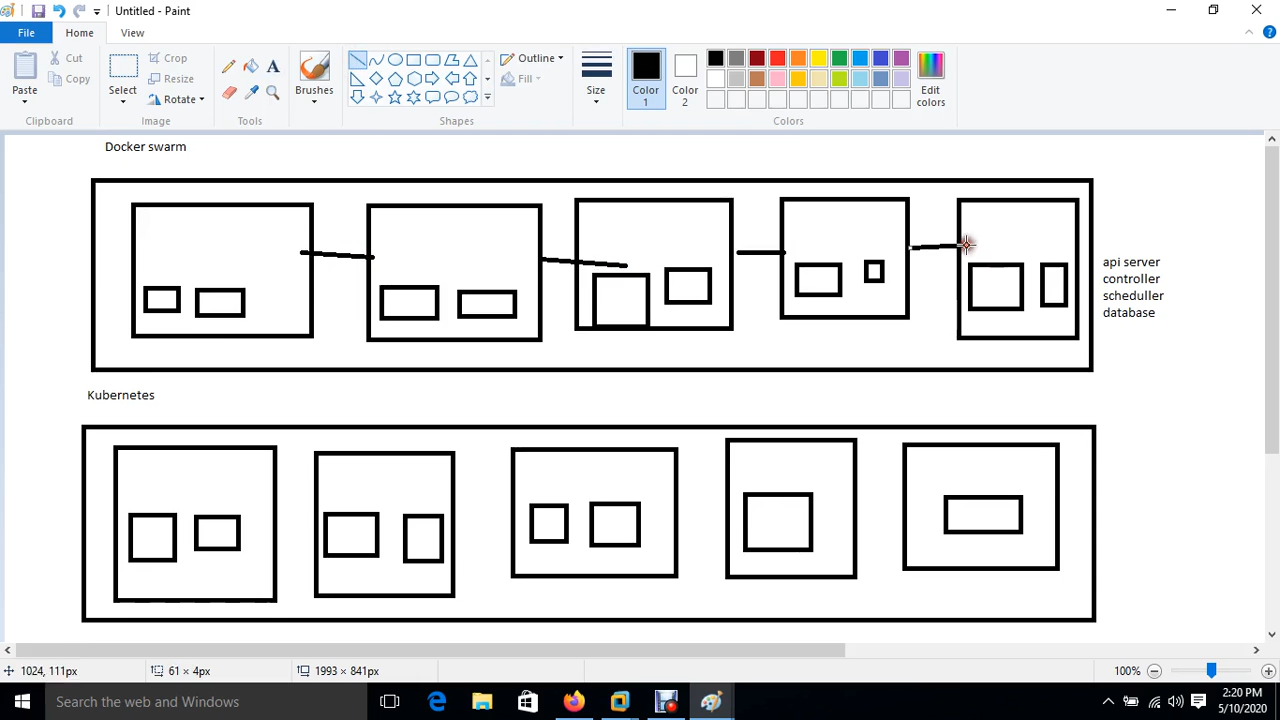 Untitled - Paint
File
Home
View
Paste
Cut
Copy
Clipboard
Select
Crop
Resize
Rotate
Image
A
Tools
Brushes
Shapes
Outline
Fill
Size
Color 1
Color 2
Edit colors
Colors
Docker swarm
api server
controller
scheduller
database
Kubernetes
1024, 111px
61 × 4px
1993 × 841px
100%
Search the web and Windows
2:20 PM
5/10/2020